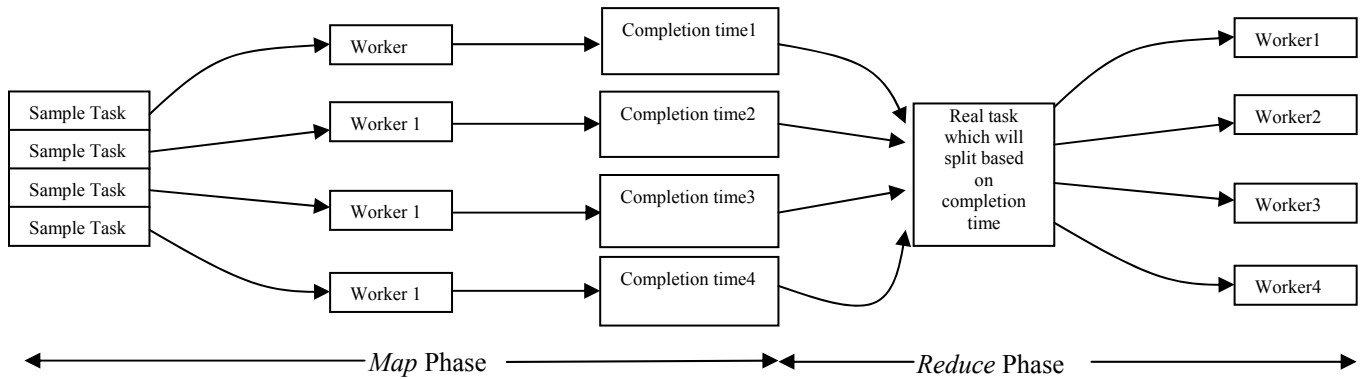 Sample Task
Sample Task
Sample Task
Sample Task
Worker
Worker 1
Worker 1
Worker 1
Completion time1
Completion time2
Completion time3
Completion time4
Real task
which will
split based
on
completion
time
Worker1
Worker2
Worker3
Worker4
Map Phase
Reduce Phase